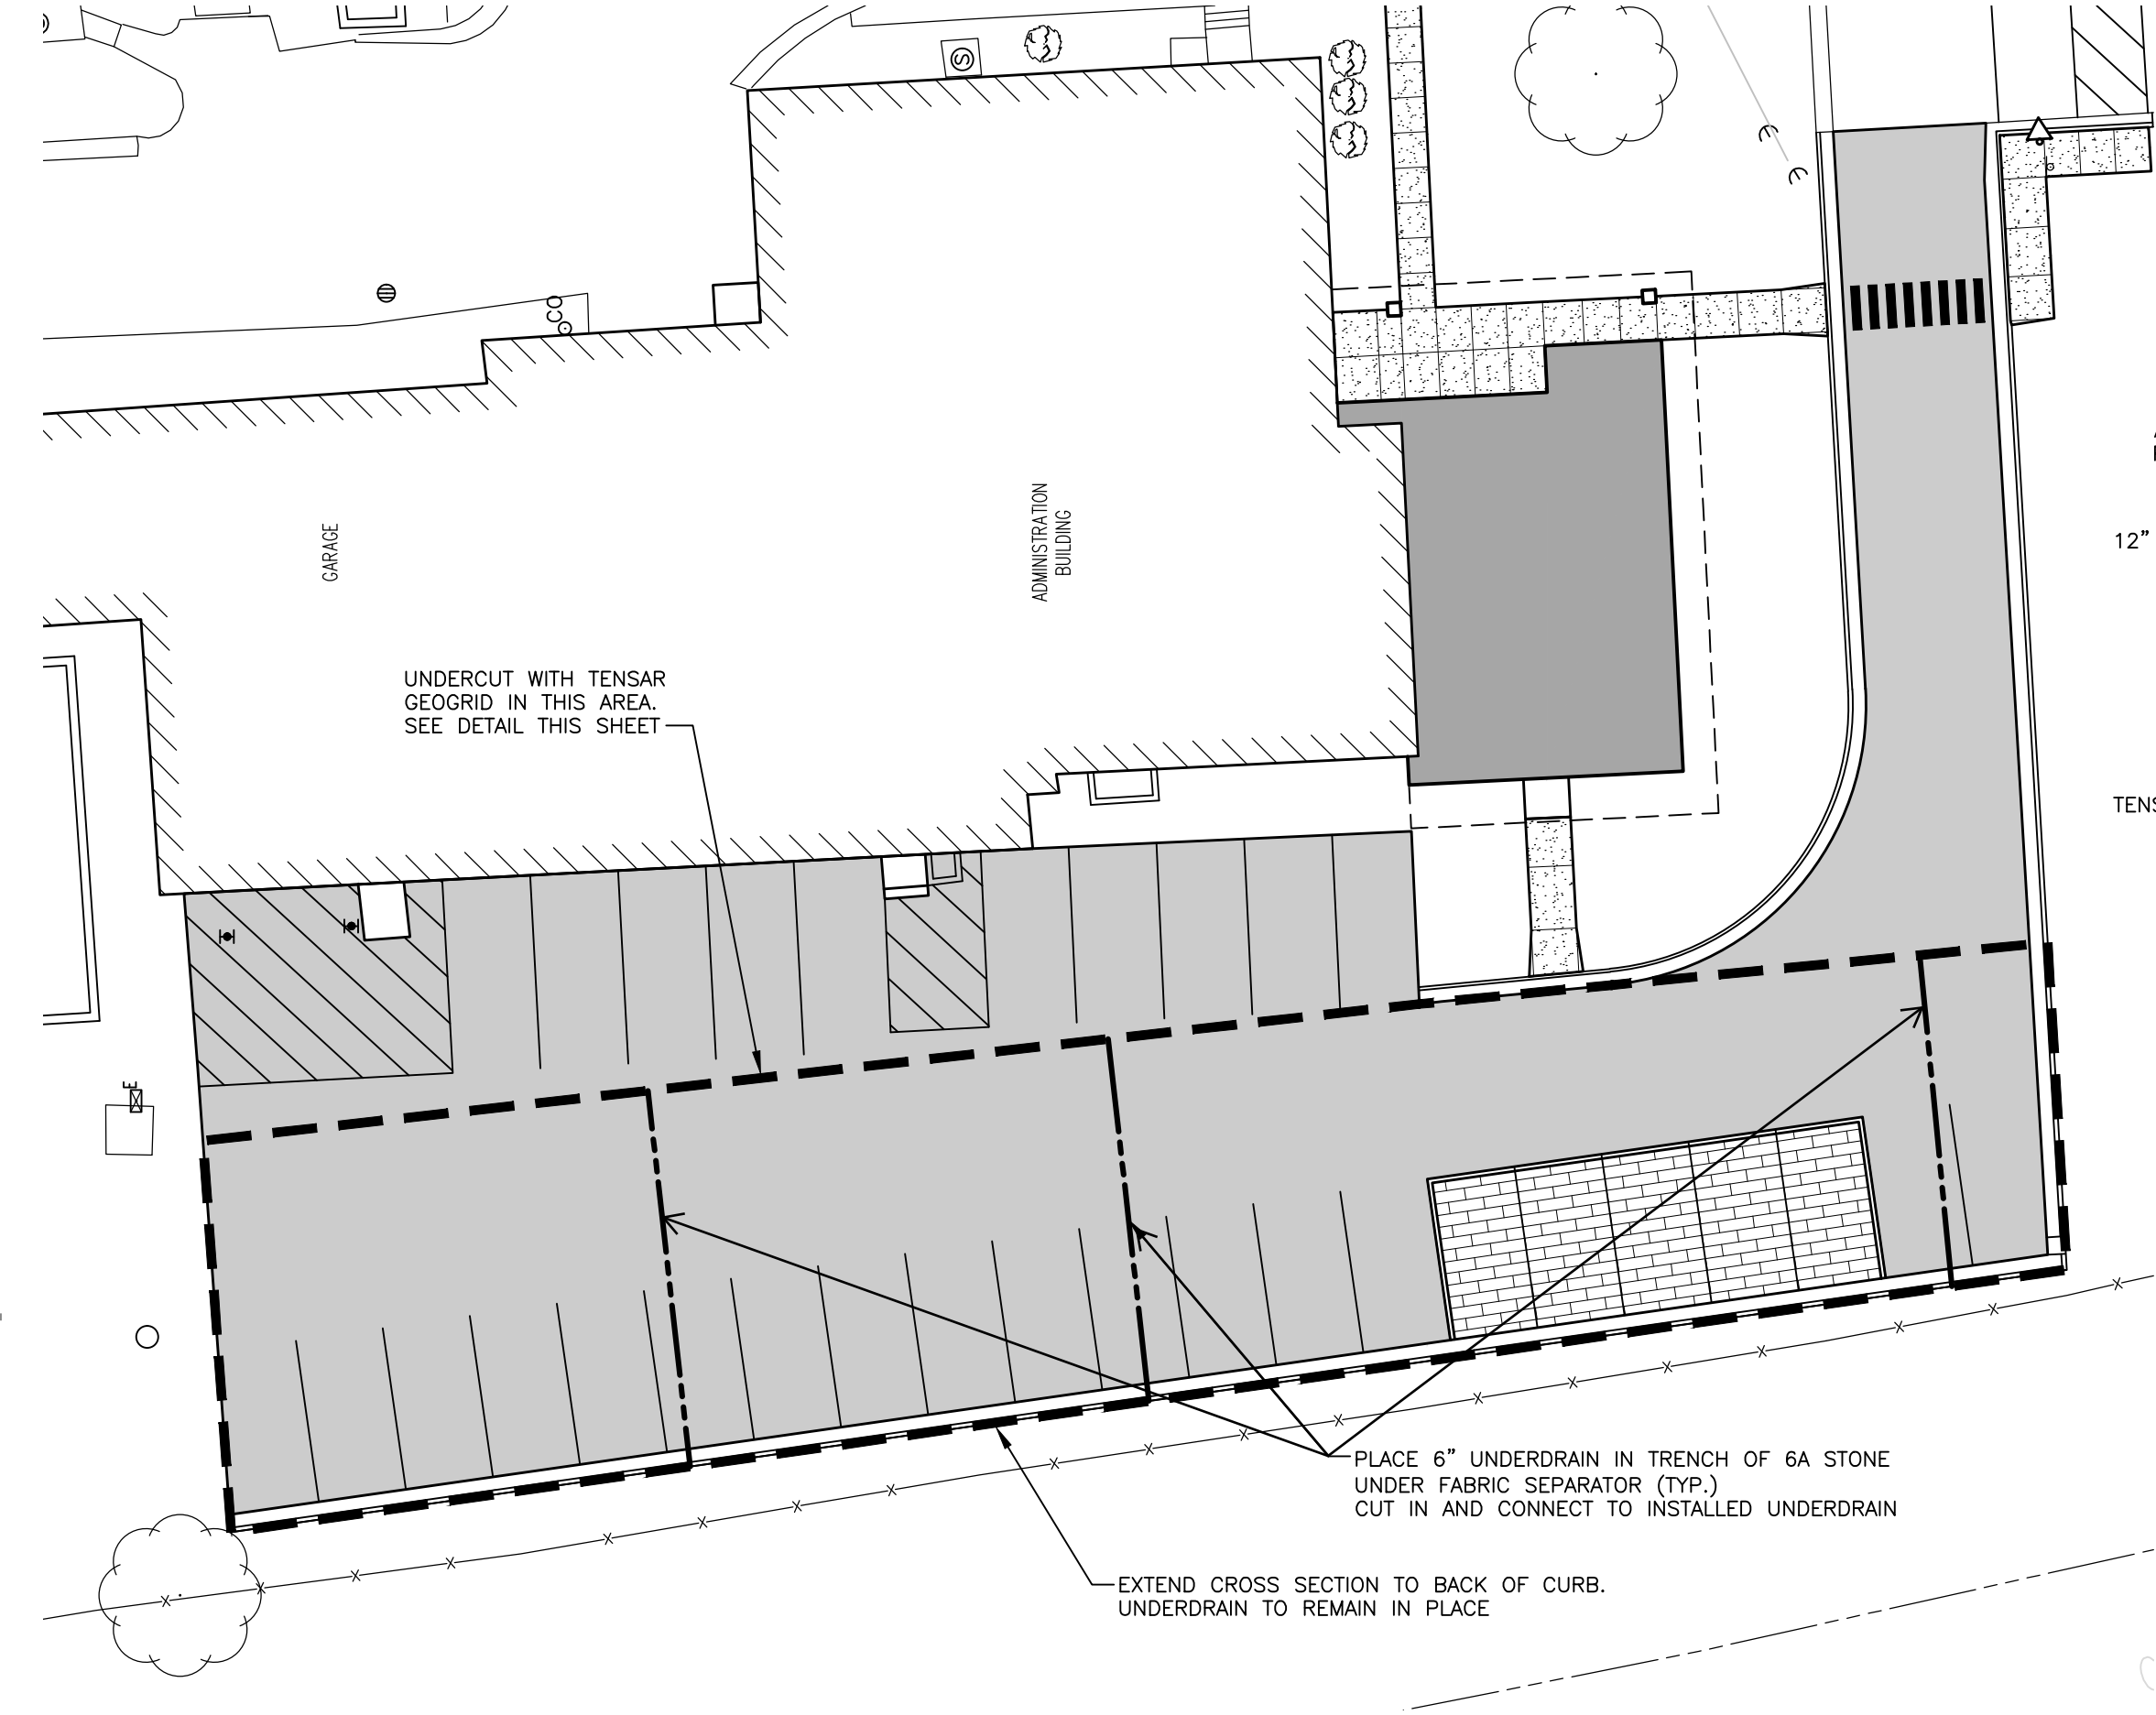 S
CO
E
E
GARAGE
ADMINISTRATION
BUILDING
12”
UNDERCUT WITH TENSAR
GEOGRID IN THIS AREA.
SEE DETAIL THIS SHEET
TENS
E
PLACE 6” UNDERDRAIN IN TRENCH OF 6A STONE
UNDER FABRIC SEPARATOR (TYP.)
CUT IN AND CONNECT TO INSTALLED UNDERDRAIN
EXTEND CROSS SECTION TO BACK OF CURB.
UNDERDRAIN TO REMAIN IN PLACE